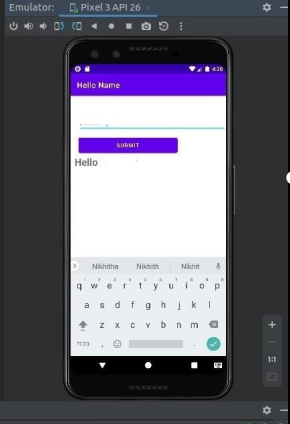 Emulator: Pixel 3 API 26
4:28
Hello Name
SUBMIT
Hello
Nikhitha Nikhith Nikhit
q w e r t y u i o p
a s d f g h j k l
z x c v b n m
?123 , .
1:1